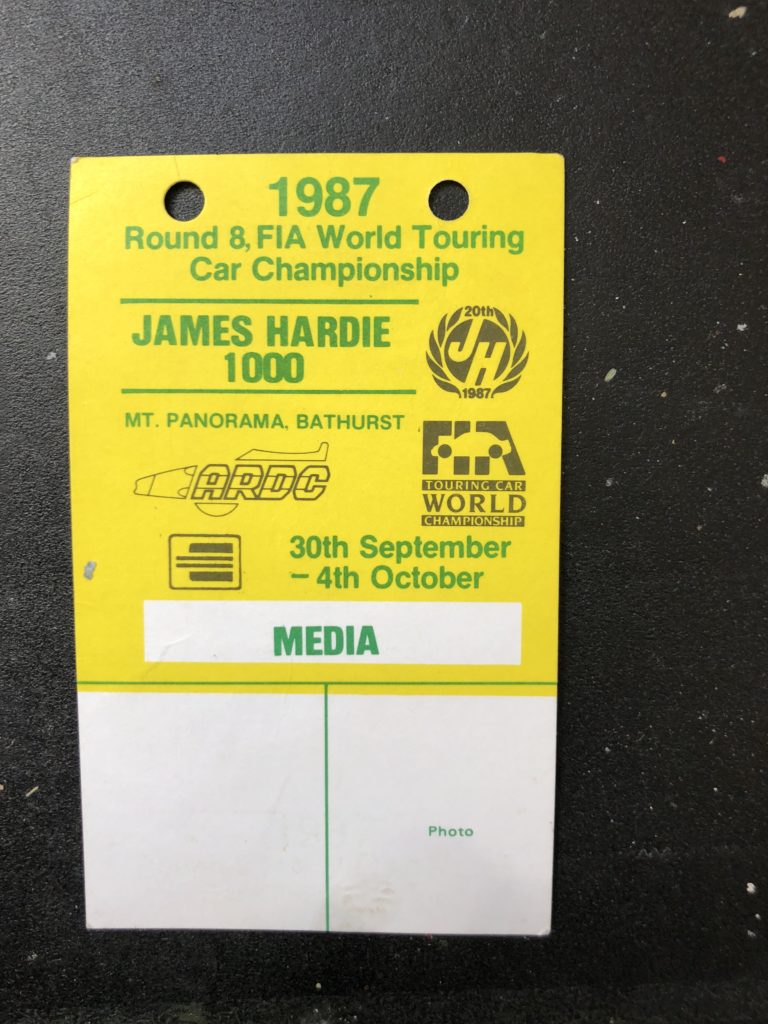 1987
Round 8, FIA World Touring
Car Championship
JAMES HARDIE
1000
20th
JH
1987
MT. PANORAMA, BATHURST
ARDC
FIA
TOURING CAR
WORLD
CHAMPIONSHIP
30th September
– 4th October
MEDIA
Photo